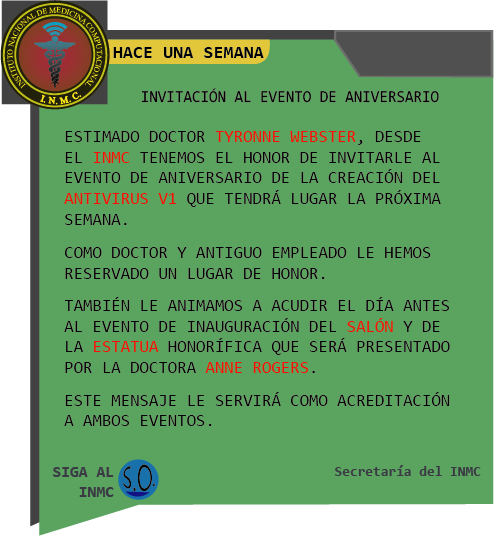 INSTITUTO NACIONAL DE MEDICINA COMPUTACIONAL
I.N.M.C.
HACE UNA SEMANA
INVITACIÓN AL EVENTO DE ANIVERSARIO
ESTIMADO DOCTOR TYRONNE WEBSTER, DESDE
EL INMC TENEMOS EL HONOR DE INVITARLE AL
EVENTO DE ANIVERSARIO DE LA CREACIÓN DEL
ANTIVIRUS V1 QUE TENDRÁ LUGAR LA PRÓXIMA
SEMANA.
COMO DOCTOR Y ANTIGUO EMPLEADO LE HEMOS
RESERVADO UN LUGAR DE HONOR.
TAMBIÉN LE ANIMAMOS A ACUDIR EL DÍA ANTES
AL EVENTO DE INAUGURACIÓN DEL SALÓN Y DE
LA ESTATUA HONORÍFICA QUE SERÁ PRESENTADO
POR LA DOCTORA ANNE ROGERS.
ESTE MENSAJE LE SERVIRÁ COMO ACREDITACIÓN
A AMBOS EVENTOS.
SIGA AL
INMC
S.O.
Secretaría del INMC